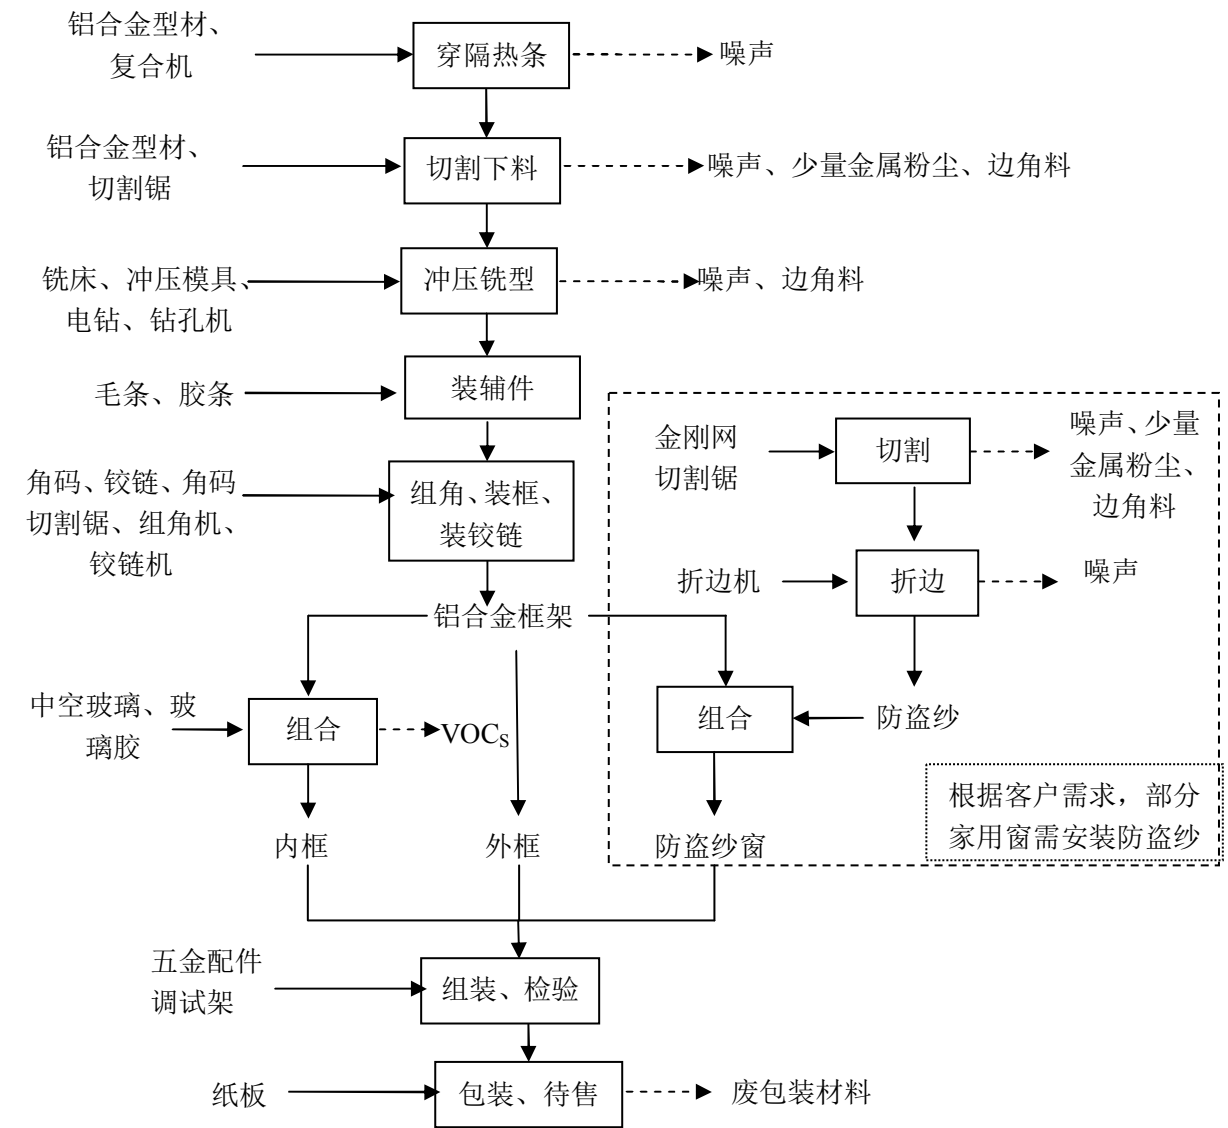 铝合金型材、
复合机
穿隔热条
噪声
铝合金型材、
切割锯
切割下料
噪声、少量金属粉尘、边角料
铣床、冲压模具、
电钻、钻孔机
冲压铣型
噪声、边角料
毛条、胶条
装辅件
金刚网
切割锯
切割
噪声、少量
金属粉尘、
边角料
角码、铰链、角码
切割锯、组角机、
铰链机
组角、装框、
装铰链
折边机
折边
噪声
铝合金框架
中空玻璃、玻
璃胶
组合
VOCs
组合
防盗纱
根据客户需求，部分
家用窗需安装防盗纱
内框
外框
防盗纱窗
五金配件
调试架
组装、检验
纸板
包装、待售
废包装材料